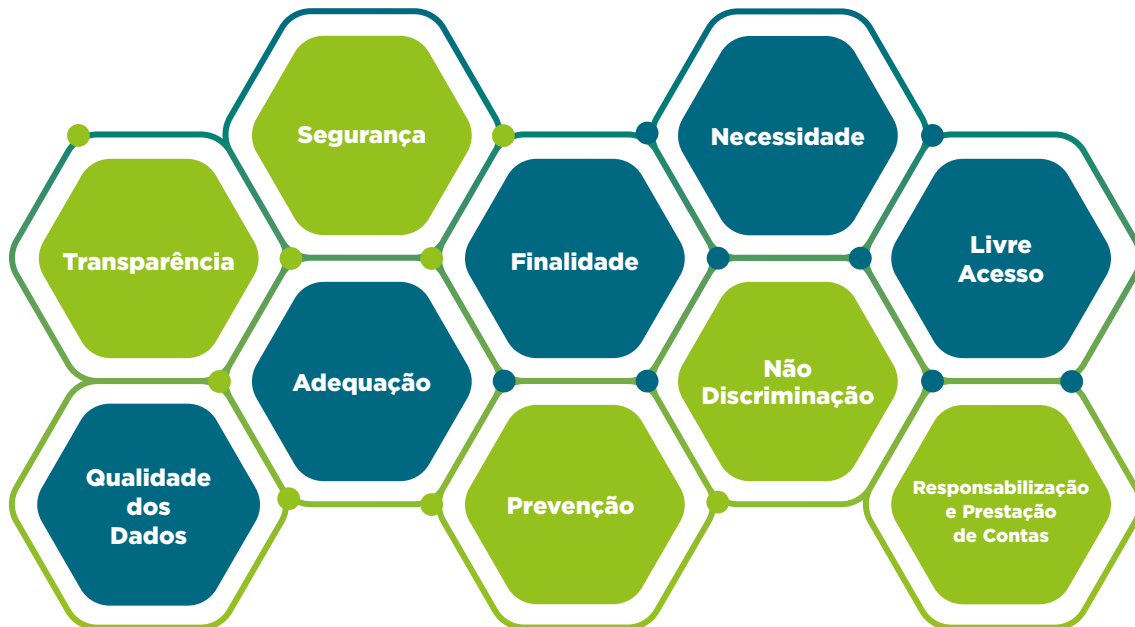 Segurança
Necessidade
Transparência
Finalidade
Livre
Acesso
Adequação
Não
Discriminação
Qualidade
dos
Dados
Prevenção
Responsabilização
e Prestação
de Contas